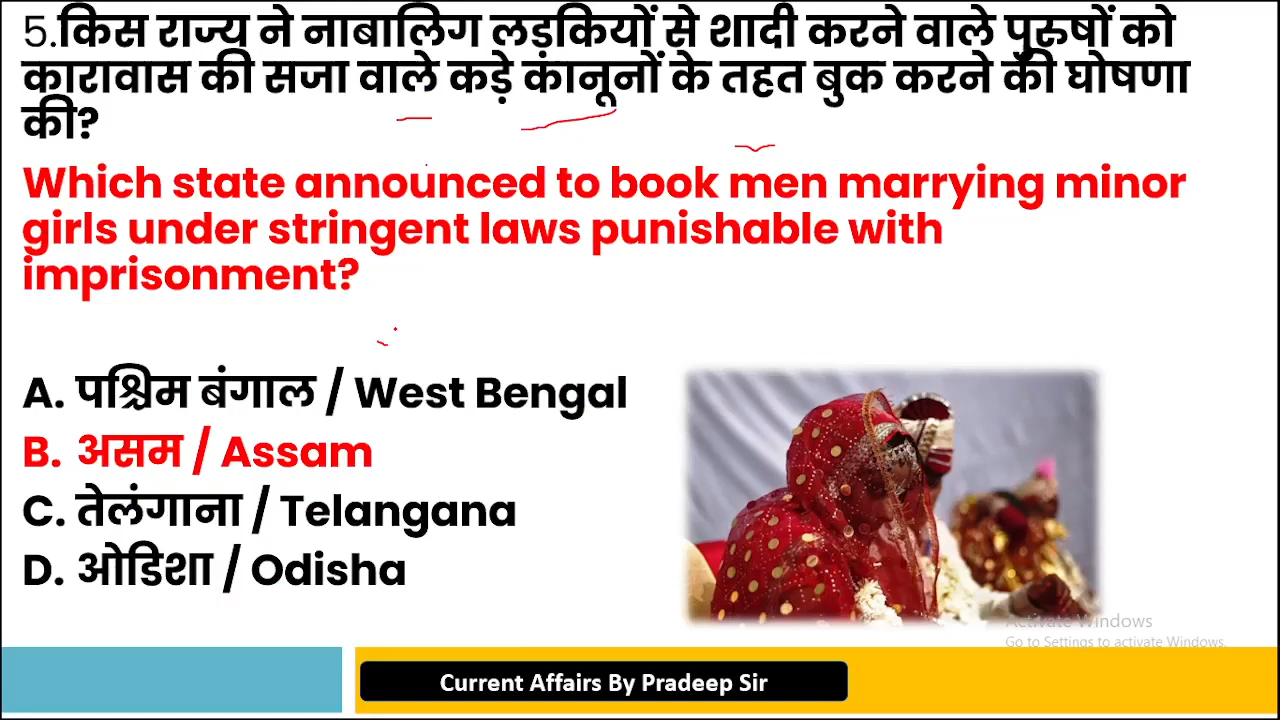 5.किस राज्य ने नाबालिग लड़कियों से शादी करने वाले पुरुषों को
कारावास की सजा वाले कड़े कानूनों के तहत बुक करने की घोषणा
की?
Which state announced to book men marrying minor
girls under stringent laws punishable with
imprisonment?
A. पश्चिम बंगाल / West Bengal
B. असम / Assam
C. तेलंगाना / Telangana
D. ओडिशा / Odisha
Activate Windows
Go to Settings to activate Windows.
Current Affairs By Pradeep Sir